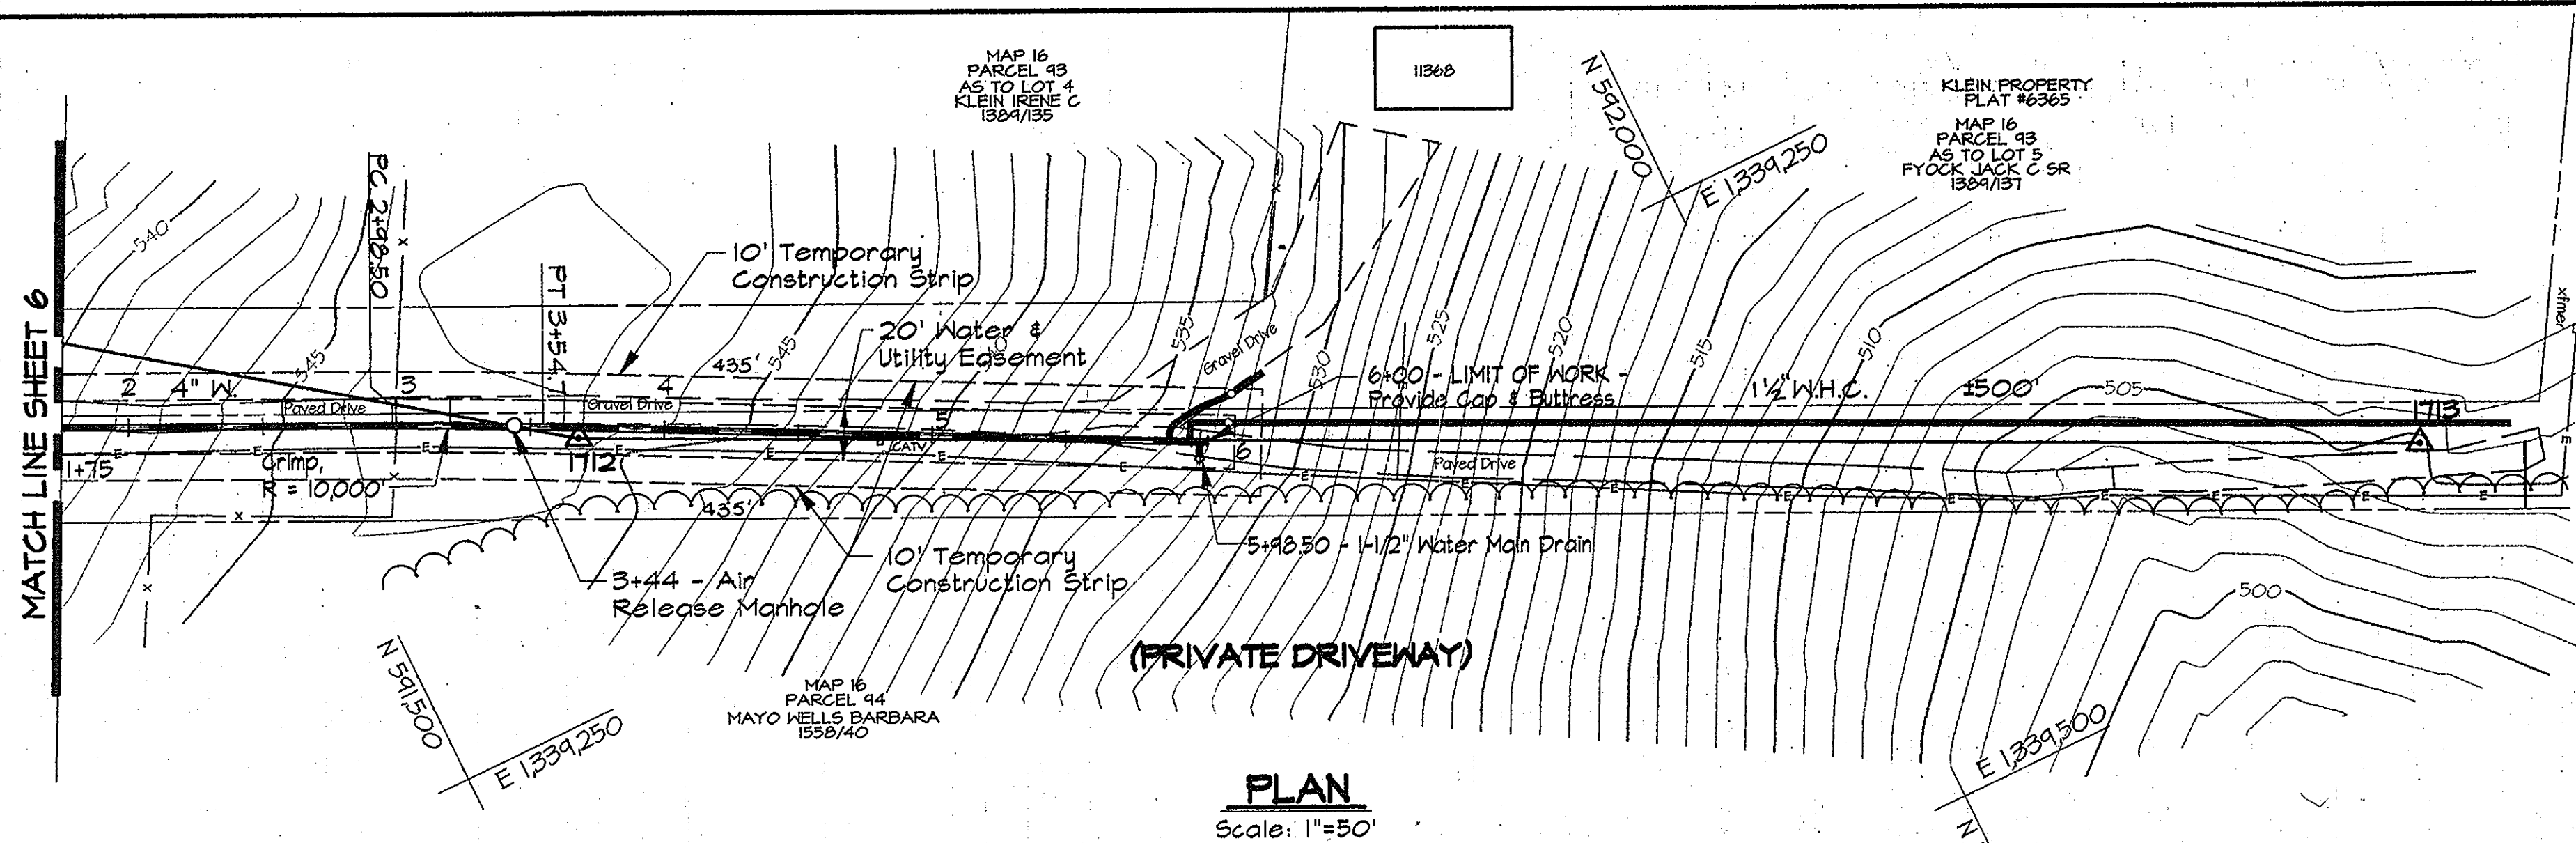 MAP 16
PARCEL 93
AS TO LOT 4
KLEIN IRENE C
1389/135
11368
N 592,000
E 1,339,250
KLEIN PROPERTY
PLAT #6365
MAP 16
PARCEL 93
AS TO LOT 5
FYOCK JACK C SR
1389/137
MATCH LINE SHEET 6
540
PC 2+98.50
x
545
PT 3+54.71
10' Temporary
Construction Strip
20' Water &
Utility Easement
435'
545
535
Gravel Drive
530
525
520
515
510
505
xfmer
2
4" W.
3
4
5
6
Paved Drive
Gravel Drive
6+00 - LIMIT OF WORK -
Provide Cap & Buttress
1 1/2" W.H.C.
±500'
1713
1+75
Crimp,
R = 10,000'
1712
CATV
E
Paved Drive
435'
3+44 - Air
Release Manhole
10' Temporary
Construction Strip
5+98.50 - 1-1/2" Water Main Drain
500
(PRIVATE DRIVEWAY)
N 591,500
E 1,339,250
MAP 16
PARCEL 94
MAYO WELLS BARBARA
1558/40
E 1,339,500
N
PLAN
Scale: 1"=50'